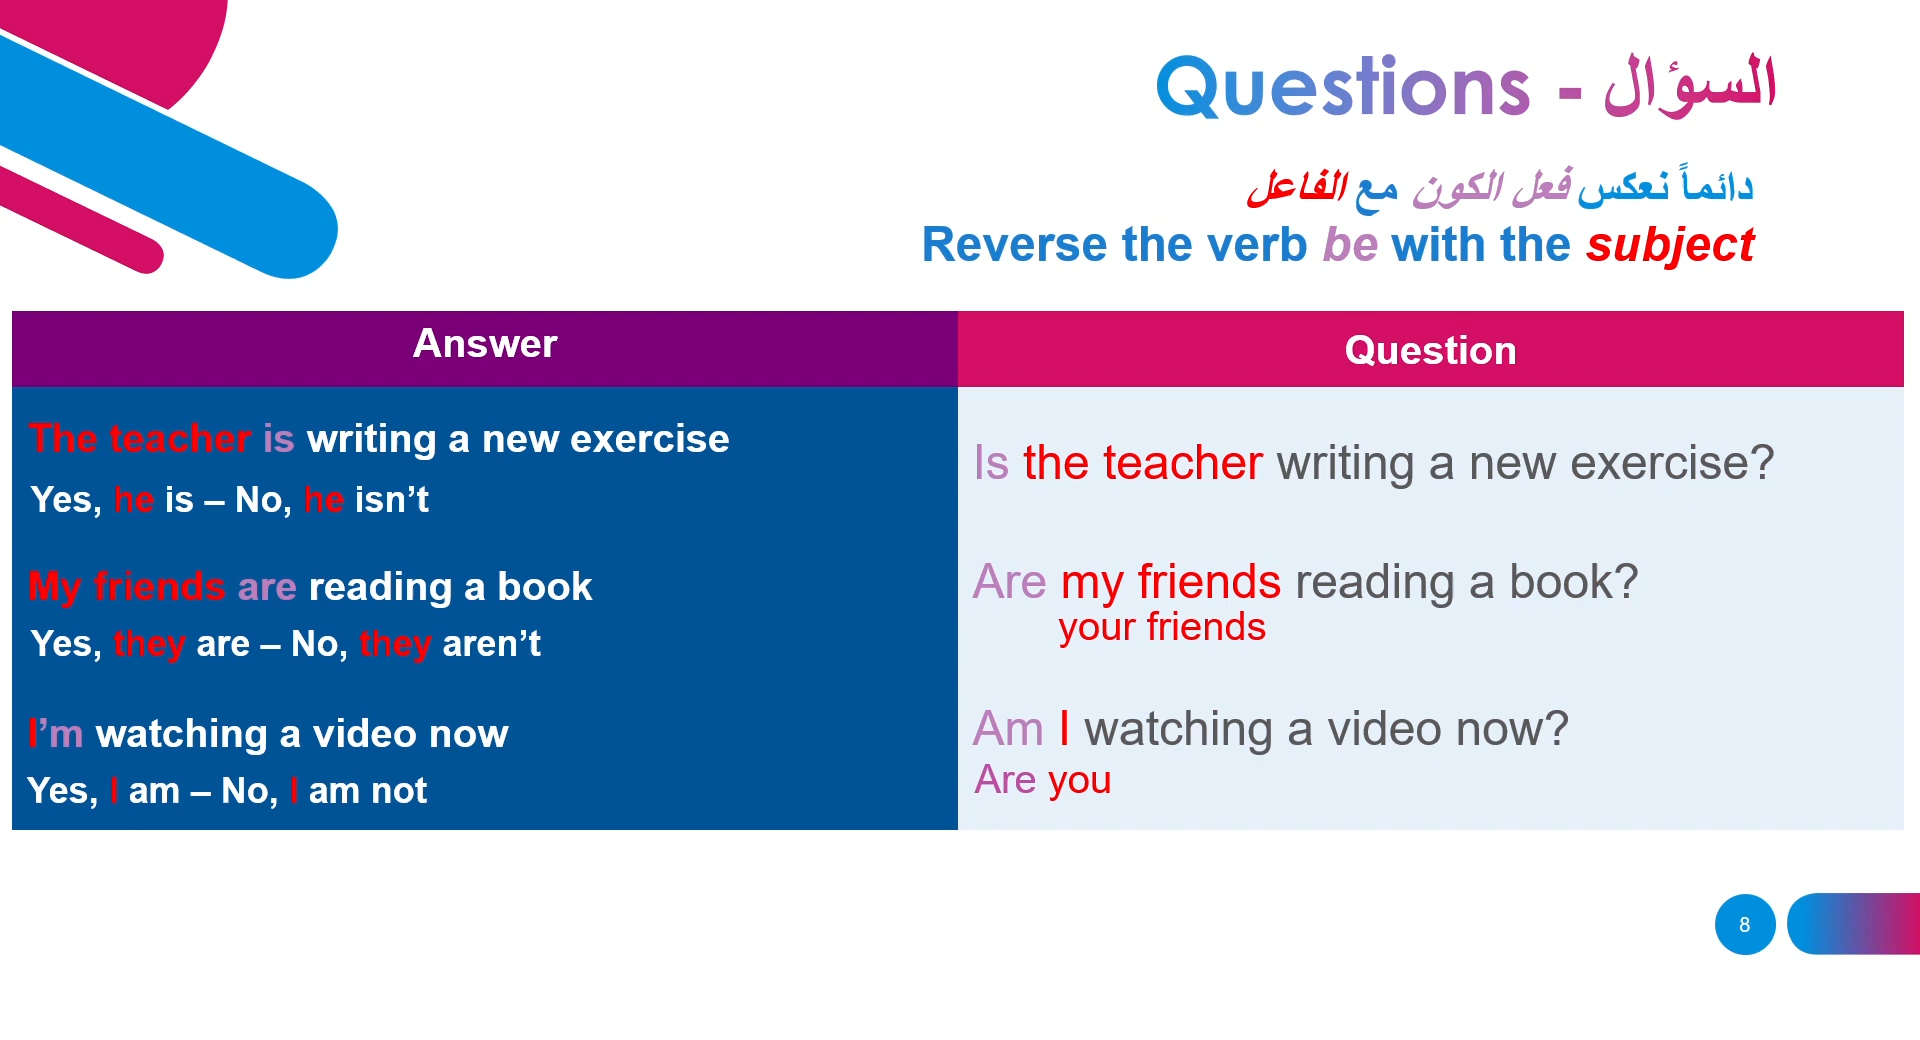 Questions - السؤال
دائماً نعكس فعل الكون مع الفاعل
Reverse the verb be with the subject
Answer
The teacher is writing a new exercise
Yes, he is – No, he isn’t
My friends are reading a book
Yes, they are – No, they aren’t
I’m watching a video now
Yes, I am – No, I am not
Question
Is the teacher writing a new exercise?
Are my friends reading a book?
your friends
Am I watching a video now?
Are you
8